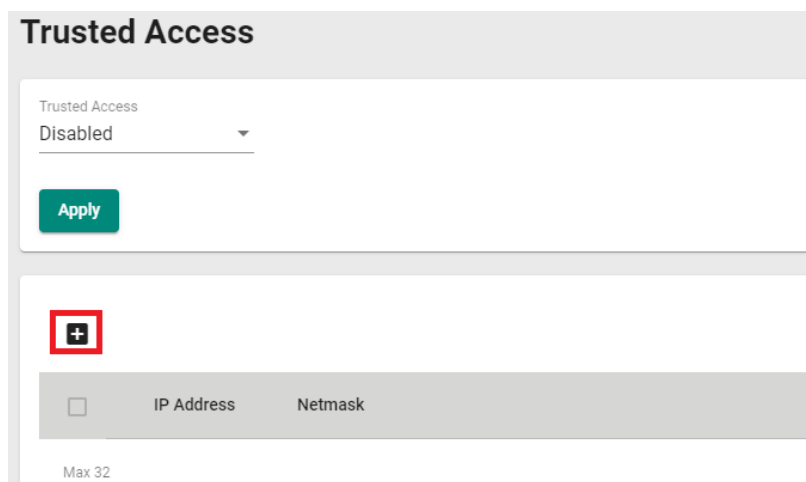 Trusted Access
Trusted Access
Disabled
Apply
IP Address Netmask
Max 32